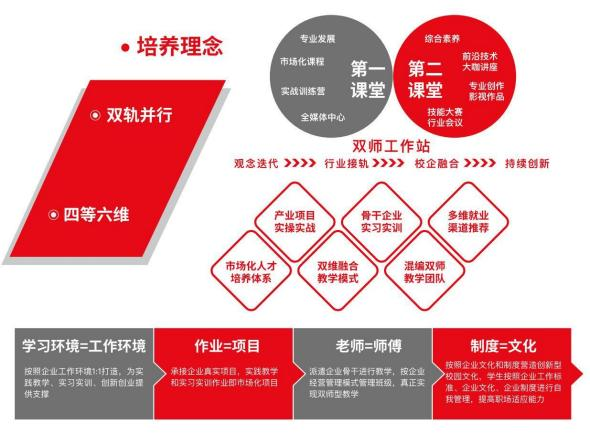 培养理念
双轨并行
四等六维
专业发展
市场化课程
实战训练营
全媒体中心
第一
课堂
第二
课堂
综合素养
前沿技术
大咖讲座
专业创作
影视作品
技能大赛
行业会议
双师工作站
观念迭代 >>>> 行业接轨 >>>> 校企融合 >>>> 持续创新
产业项目
实操实战
骨干企业
实习实训
多维就业
渠道推荐
市场化人才
培养体系
双维融合
教学模式
混编双师
教学团队
学习环境=工作环境
按照企业工作环境1:1打造，为实
践教学、实习实训、创新创业提
供支撑
作业=项目
承接企业真实项目，实践教学
和实习实训作业即市场化项目
老师=师傅
派遣企业骨干进行教学，按企业
经营管理模式管理班级，真正实
现双师型教学
制度=文化
按照企业文化和制度营造创新型
校园文化，学生按照企业工作标
准、企业文化、企业制度进行自
我管理，提高职场适应能力